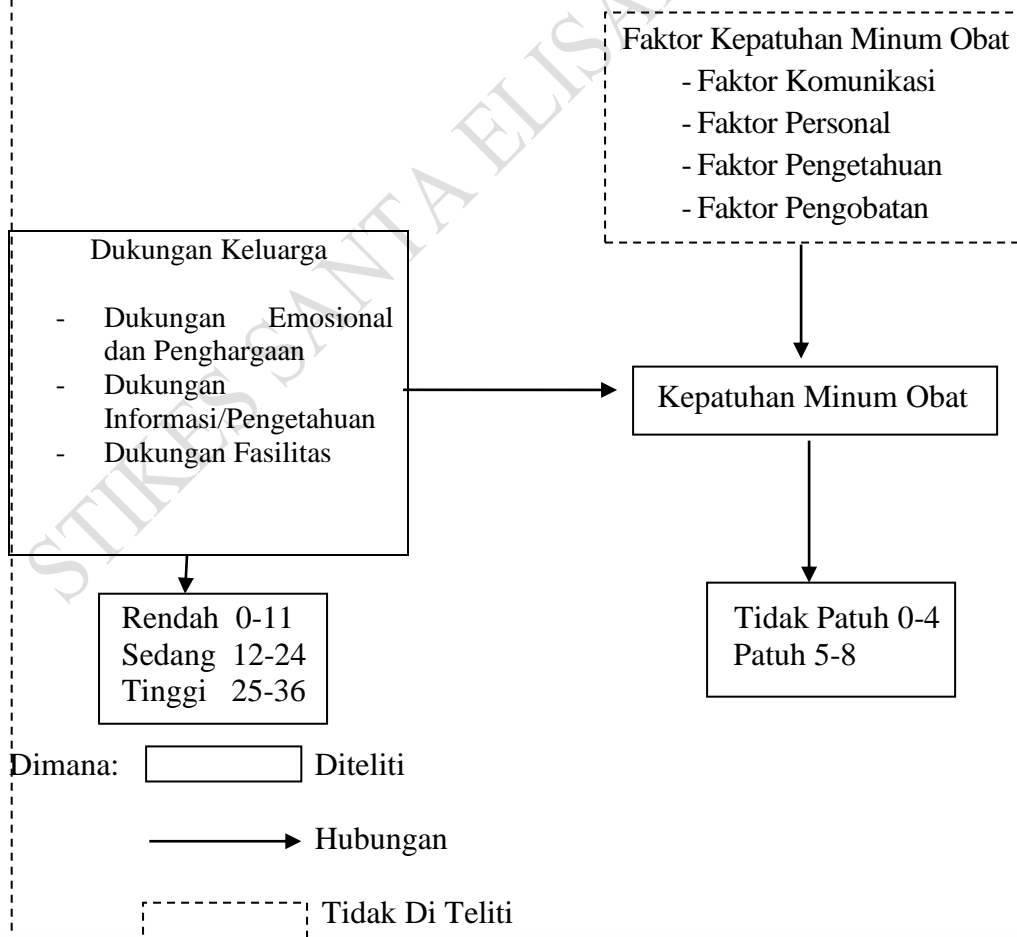 Faktor Kepatuhan Minum Obat
- Faktor Komunikasi
- Faktor Personal
- Faktor Pengetahuan
- Faktor Pengobatan
Dukungan Keluarga
- Dukungan Emosional
dan Penghargaan
- Dukungan
Informasi/Pengetahuan
- Dukungan Fasilitas
Kepatuhan Minum Obat
Rendah 0-11
Sedang 12-24
Tinggi 25-36
Tidak Patuh 0-4
Patuh 5-8
Dimana: Diteliti
Hubungan
Tidak Di Teliti
STIKES SANTA